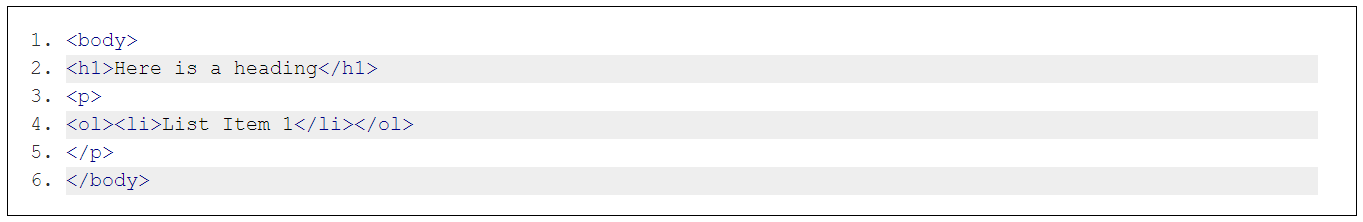 1. <body>
2. <h1>Here is a heading</h1>
3. <p>
4. <ol><li>List Item 1</li></ol>
5. </p>
6. </body>